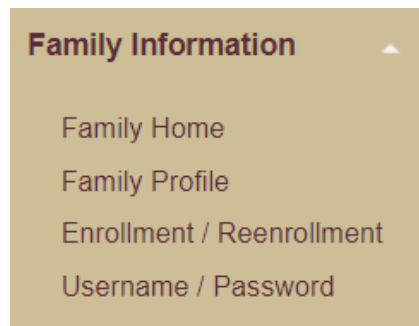 Family Information
Family Home
Family Profile
Enrollment / Reenrollment
Username / Password